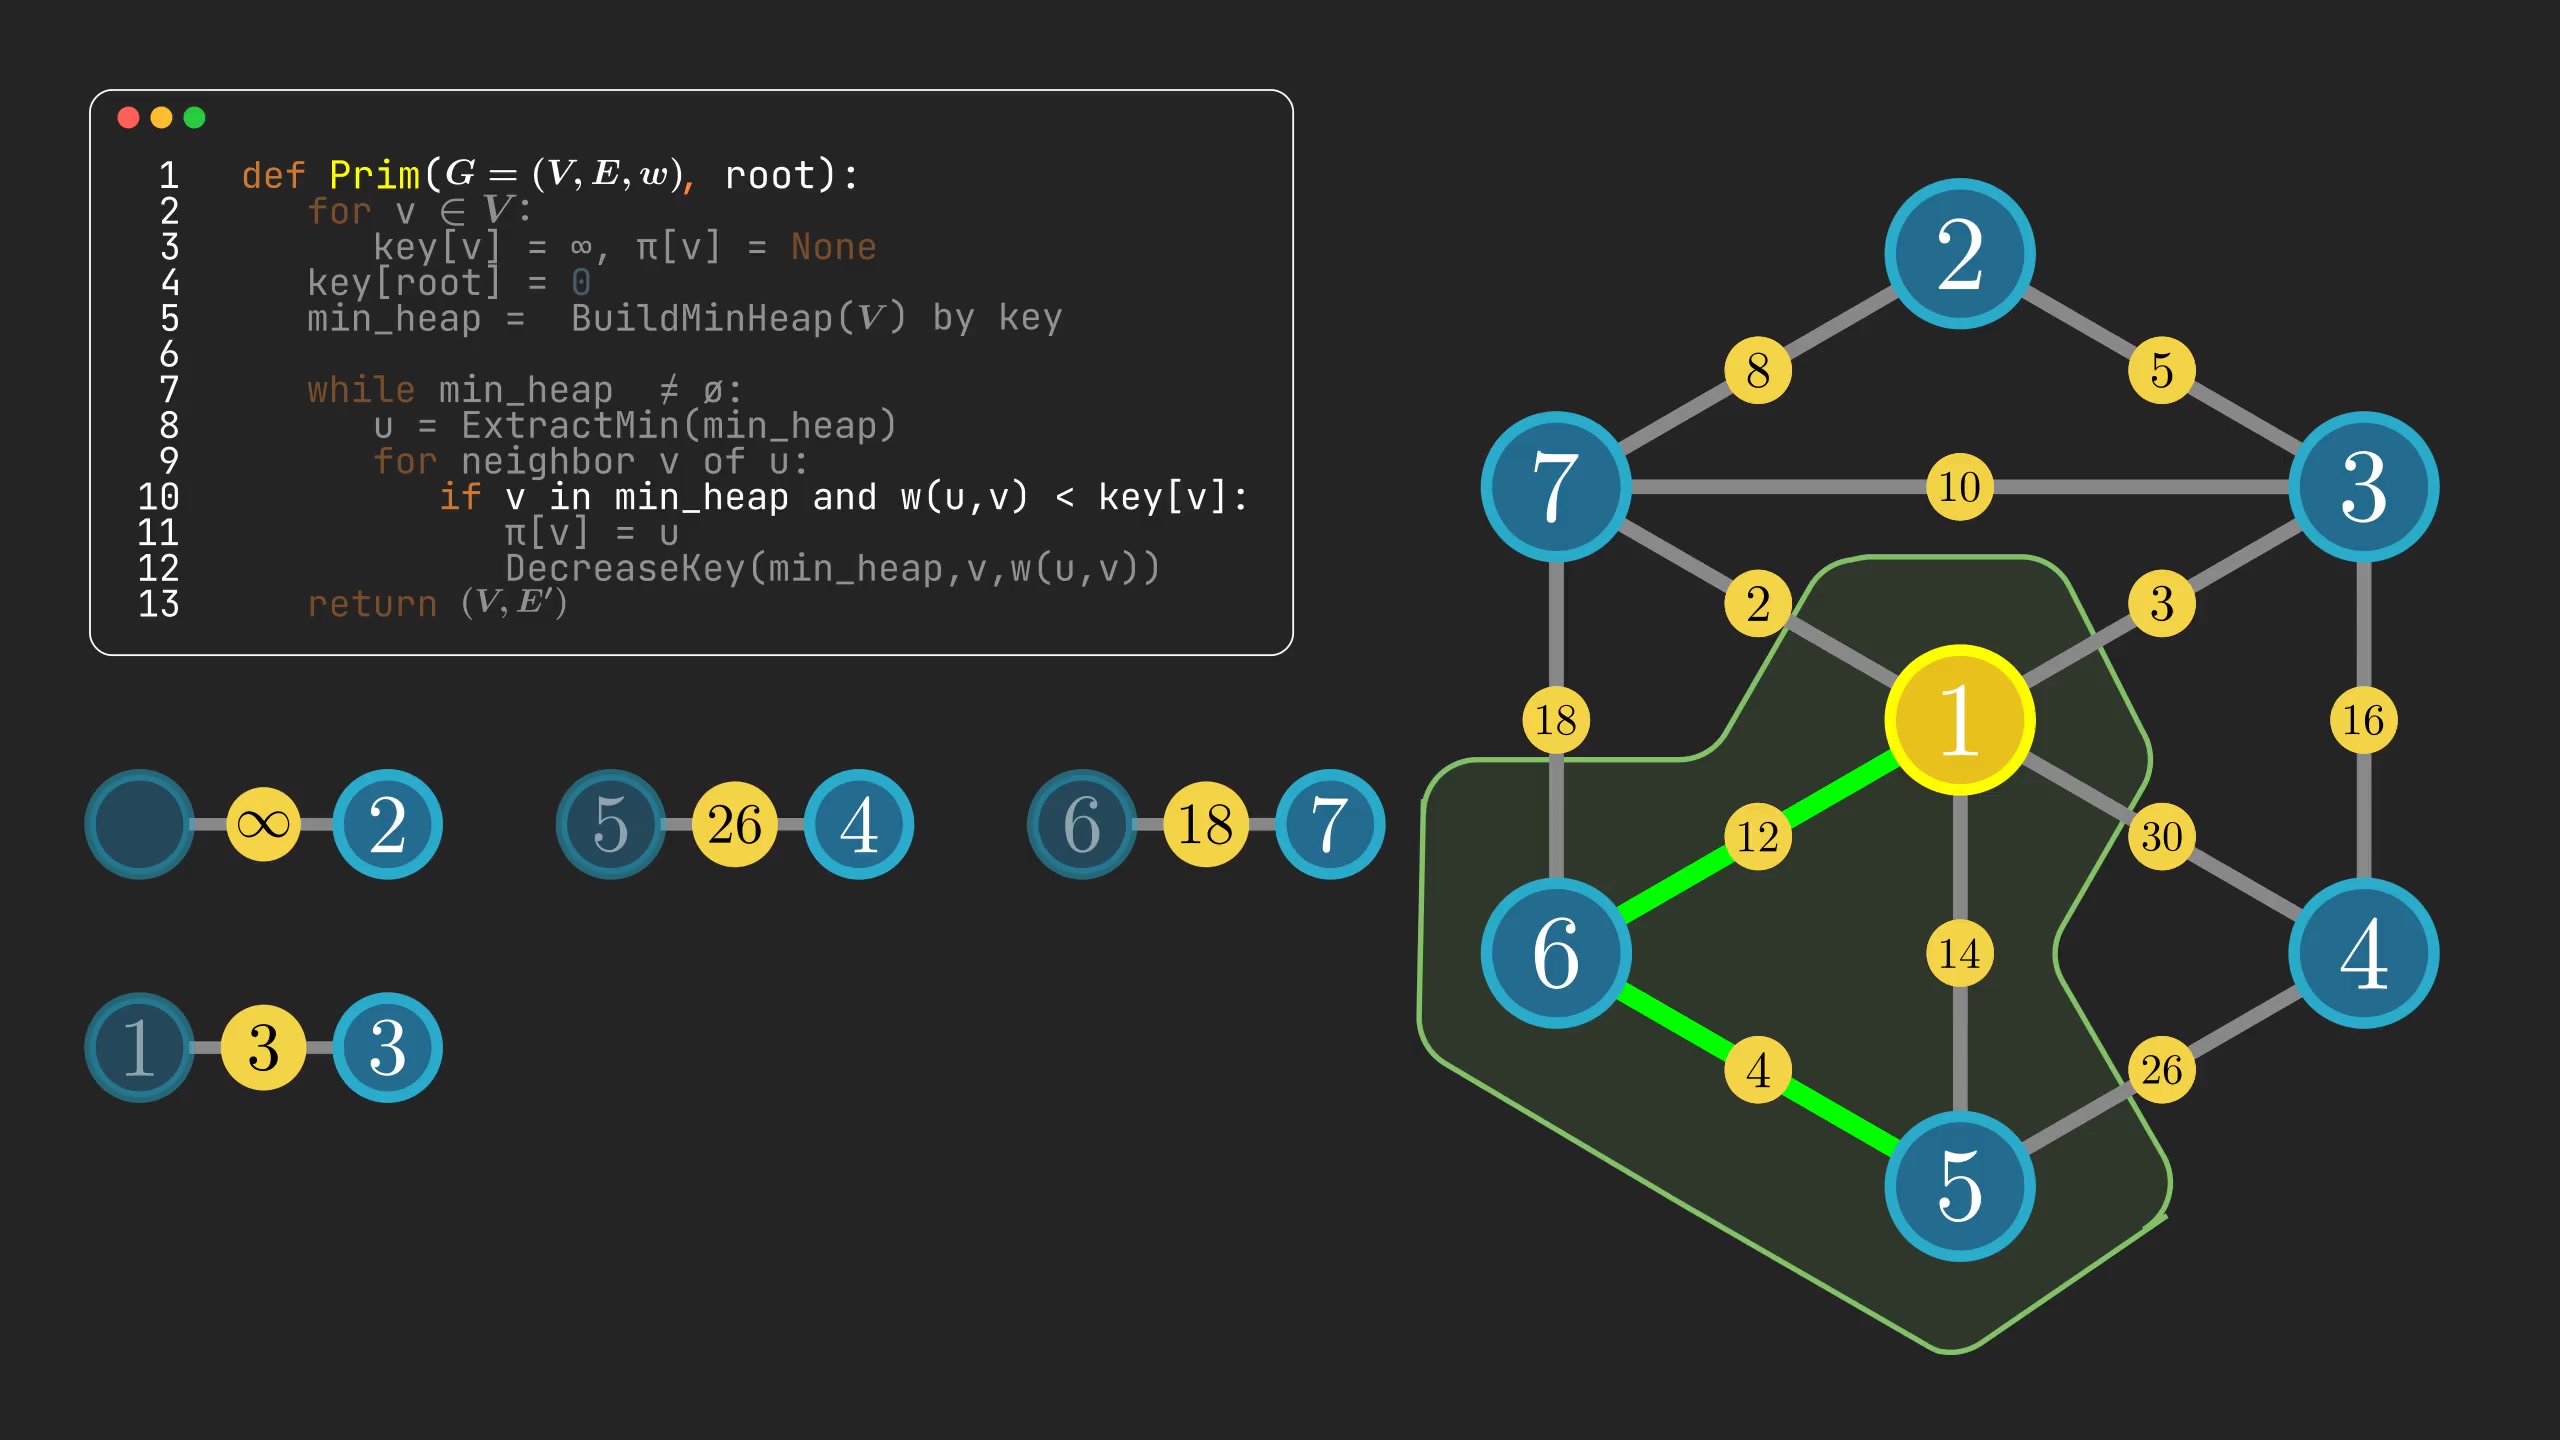 1 def Prim(G = (V, E, w), root):
2 for v ∈ V:
3 key[v] = ∞, π[v] = None
4 key[root] = 0
5 min_heap = BuildMinHeap(V) by key
6
7 while min_heap ≠ ø:
8 u = ExtractMin(min_heap)
9 for neighbor v of u:
10 if v in min_heap and w(u,v) < key[v]:
11 π[v] = u
12 DecreaseKey(min_heap,v,w(u,v))
13 return (V, E′)
∞ 2
5 26 4
6 18 7
1 3 3
2
8 5
7 10 3
2 3
18 1 16
12 30
6 14 4
4 26
5